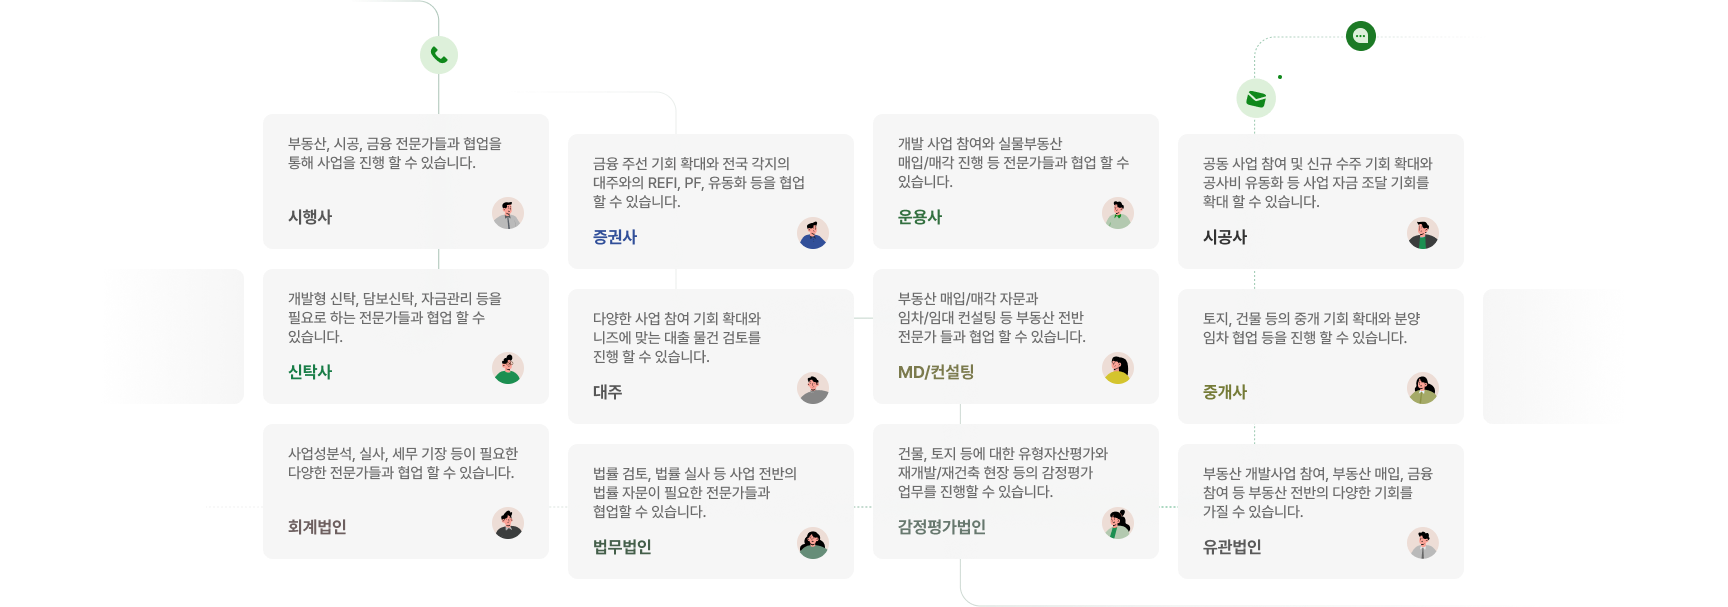 부동산, 시공, 금융 전문가들과 협업을
통해 사업을 진행 할 수 있습니다.
시행사
금융 주선 기회 확대와 전국 각지의
대주와의 REFI, PF, 유동화 등을 협업
할 수 있습니다.
증권사
개발 사업 참여와 실물부동산
매입/매각 진행 등 전문가들과 협업 할 수
있습니다.
운용사
공동 사업 참여 및 신규 수주 기회 확대와
공사비 유동화 등 사업 자금 조달 기회를
확대 할 수 있습니다.
시공사
개발형 신탁, 담보신탁, 자금관리 등을
필요로 하는 전문가들과 협업 할 수
있습니다.
신탁사
다양한 사업 참여 기회 확대와
니즈에 맞는 대출 물건 검토를
진행 할 수 있습니다.
대주
부동산 매입/매각 자문과
임차/임대 컨설팅 등 부동산 전반
전문가 들과 협업 할 수 있습니다.
MD/컨설팅
토지, 건물 등의 중개 기회 확대와 분양
임차 협업 등을 진행 할 수 있습니다.
중개사
사업성분석, 실사, 세무 기장 등이 필요한
다양한 전문가들과 협업 할 수 있습니다.
회계법인
법률 검토, 법률 실사 등 사업 전반의
법률 자문이 필요한 전문가들과
협업할 수 있습니다.
법무법인
건물, 토지 등에 대한 유형자산평가와
재개발/재건축 현장 등의 감정평가
업무를 진행할 수 있습니다.
감정평가법인
부동산 개발사업 참여, 부동산 매입, 금융
참여 등 부동산 전반의 다양한 기회를
가질 수 있습니다.
유관법인